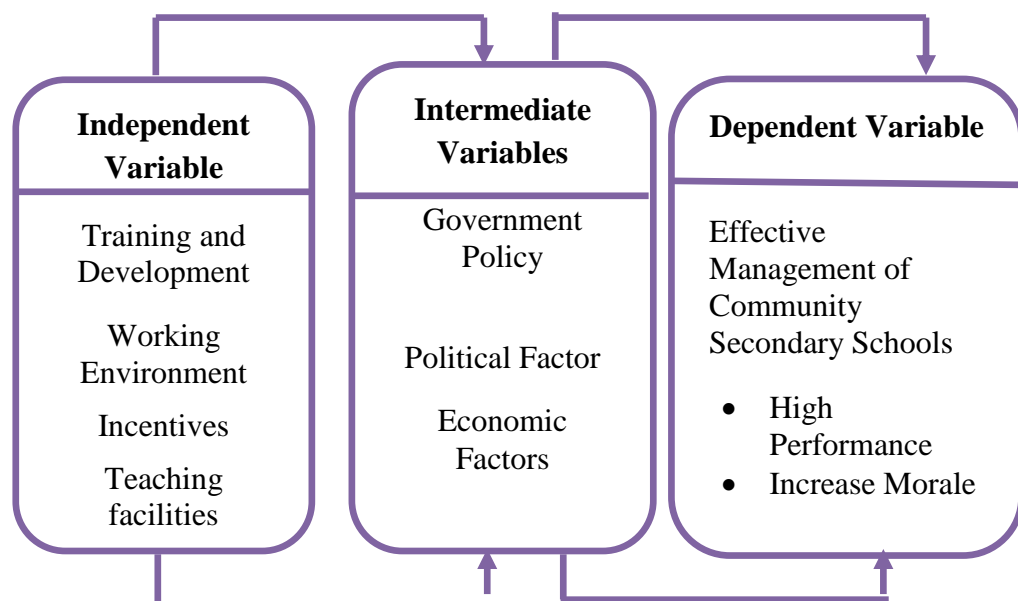 Independent
Variable
Training and
Development
Working
Environment
Incentives
Teaching
facilities
Intermediate
Variables
Government
Policy
Political Factor
Economic
Factors
Dependent Variable
Effective
Management of
Community
Secondary Schools
• High
Performance
• Increase Morale